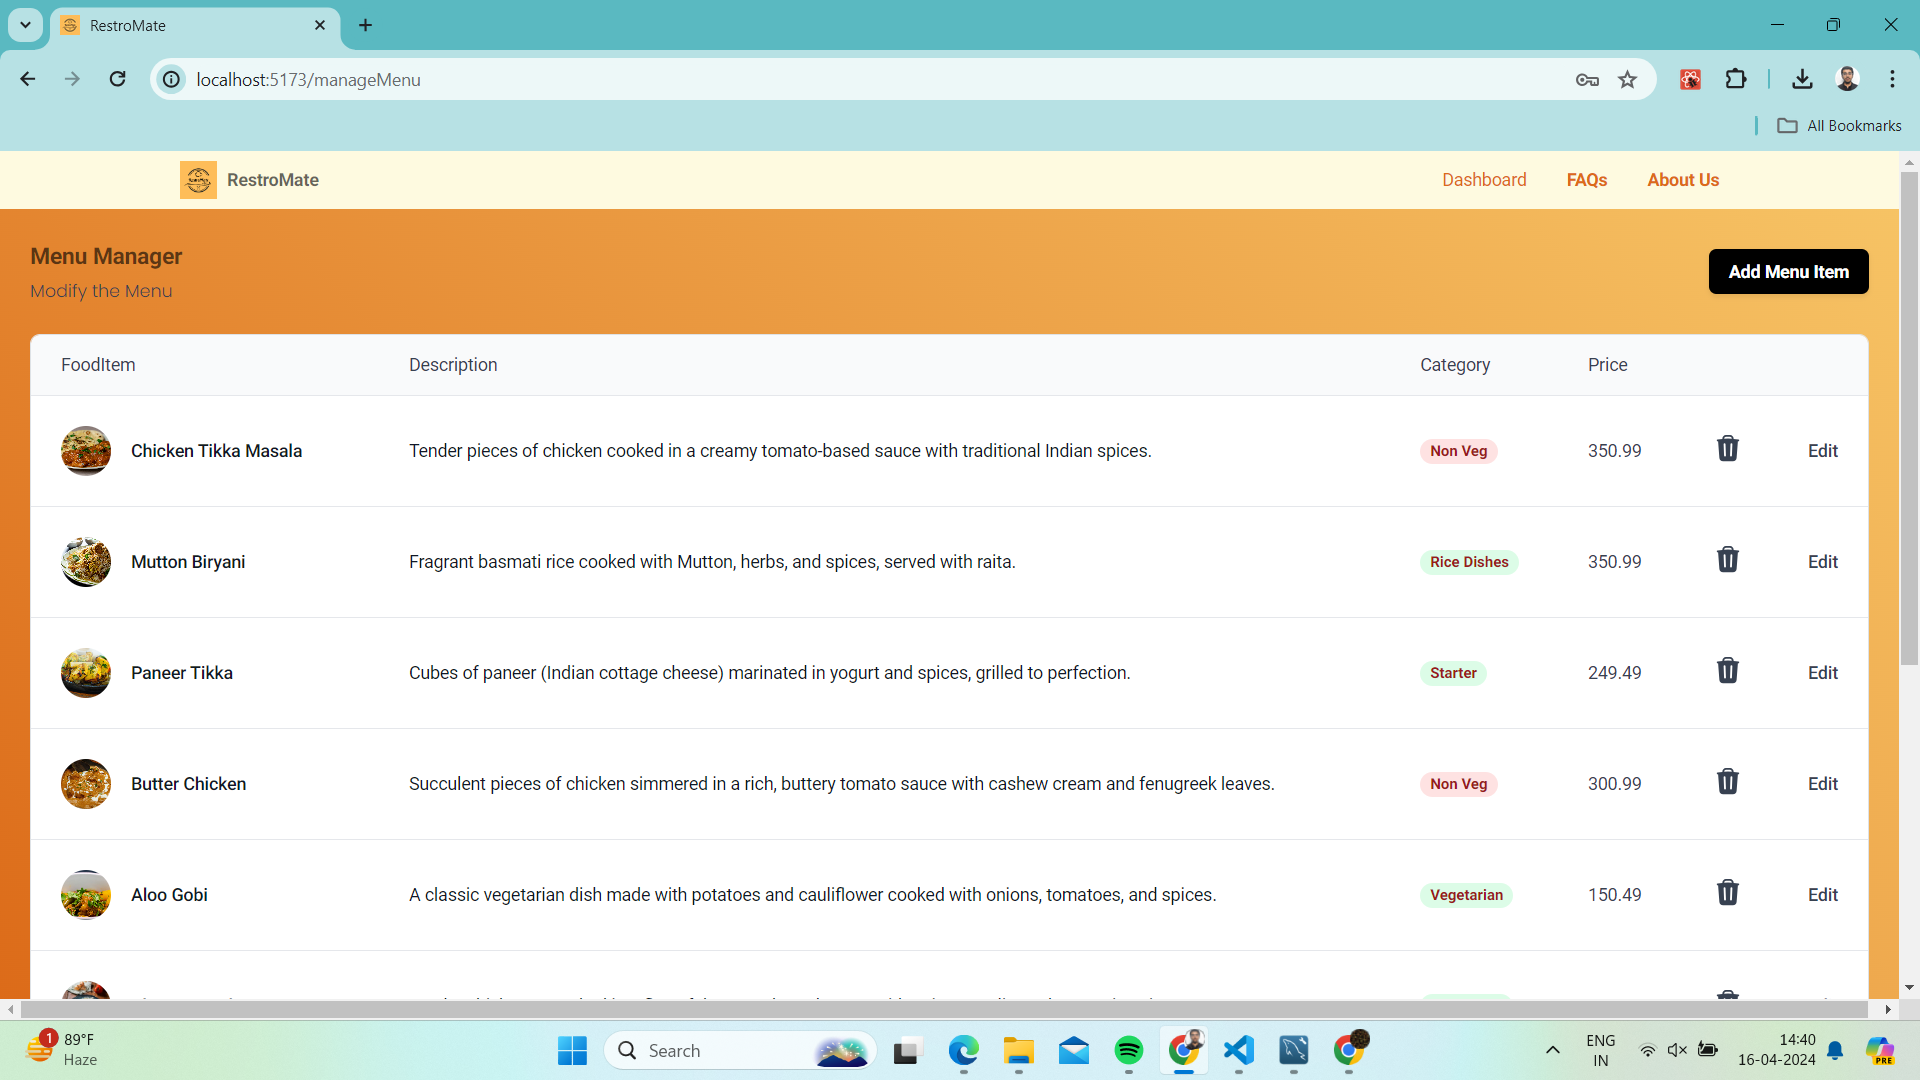 RestroMate
localhost:5173/manageMenu
All Bookmarks
RestroMate
Dashboard FAQs About Us
Menu Manager
Modify the Menu
Add Menu Item
FoodItem Description Category Price
Chicken Tikka Masala Tender pieces of chicken cooked in a creamy tomato-based sauce with traditional Indian spices. Non Veg 350.99 Edit
Mutton Biryani Fragrant basmati rice cooked with Mutton, herbs, and spices, served with raita. Rice Dishes 350.99 Edit
Paneer Tikka Cubes of paneer (Indian cottage cheese) marinated in yogurt and spices, grilled to perfection. Starter 249.49 Edit
Butter Chicken Succulent pieces of chicken simmered in a rich, buttery tomato sauce with cashew cream and fenugreek leaves. Non Veg 300.99 Edit
Aloo Gobi A classic vegetarian dish made with potatoes and cauliflower cooked with onions, tomatoes, and spices. Vegetarian 150.49 Edit
1 89°F
Haze
Search
ENG
IN
14:40
16-04-2024
PRE